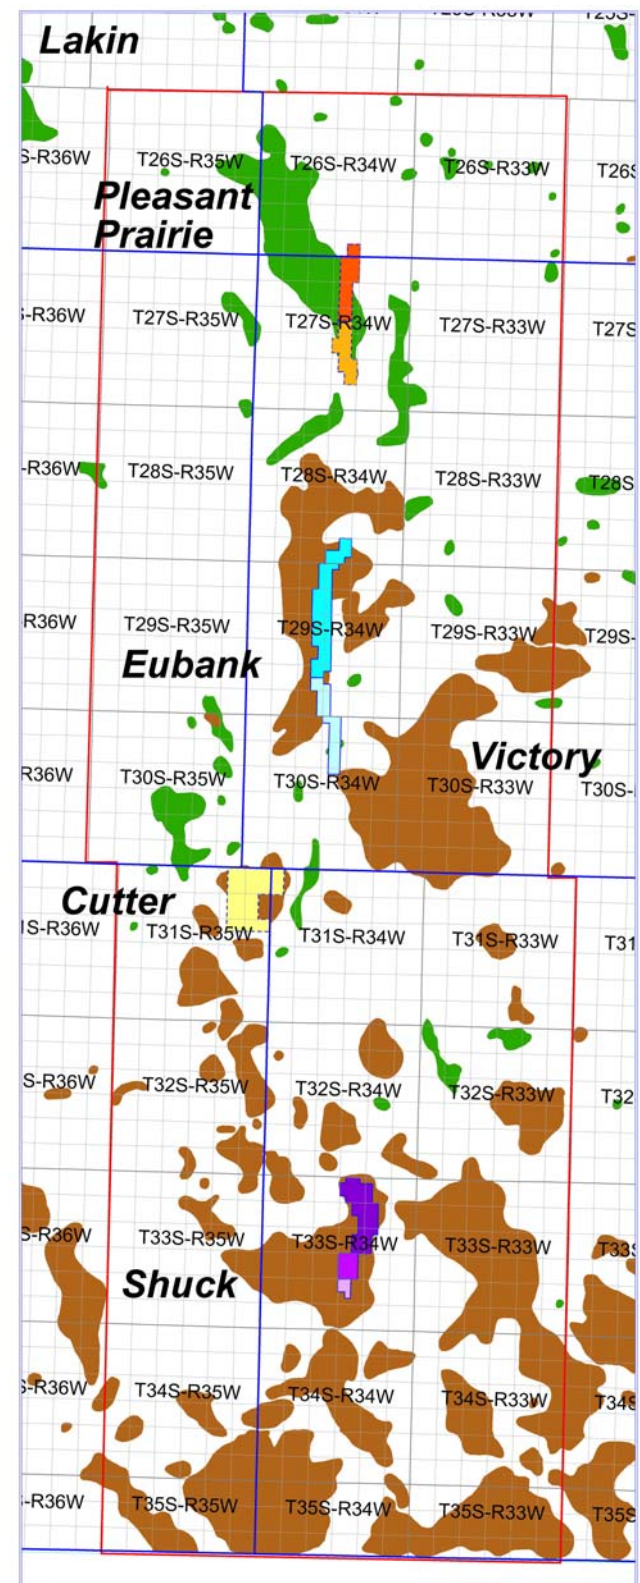 Lakin
S-R36W T26S-R35W T26S-R34W T26S-R33W T26S
Pleasant
Prairie
S-R36W T27S-R35W T27S-R34W T27S-R33W T27S
-R36W T28S-R35W T28S-R34W T28S-R33W T28S
R36W T29S-R35W T29S-R34W T29S-R33W T29S-
Eubank
Victory
R36W T30S-R35W T30S-R34W T30S-R33W T30S-
Cutter
1S-R36W T31S-R35W T31S-R34W T31S-R33W T31
S-R36W T32S-R35W T32S-R34W T32S-R33W T32
S-R36W T33S-R35W T33S-R34W T33S-R33W T33S
Shuck
S-R36W T34S-R35W T34S-R34W T34S-R33W T34S
-R36W T35S-R35W T35S-R34W T35S-R33W T35S